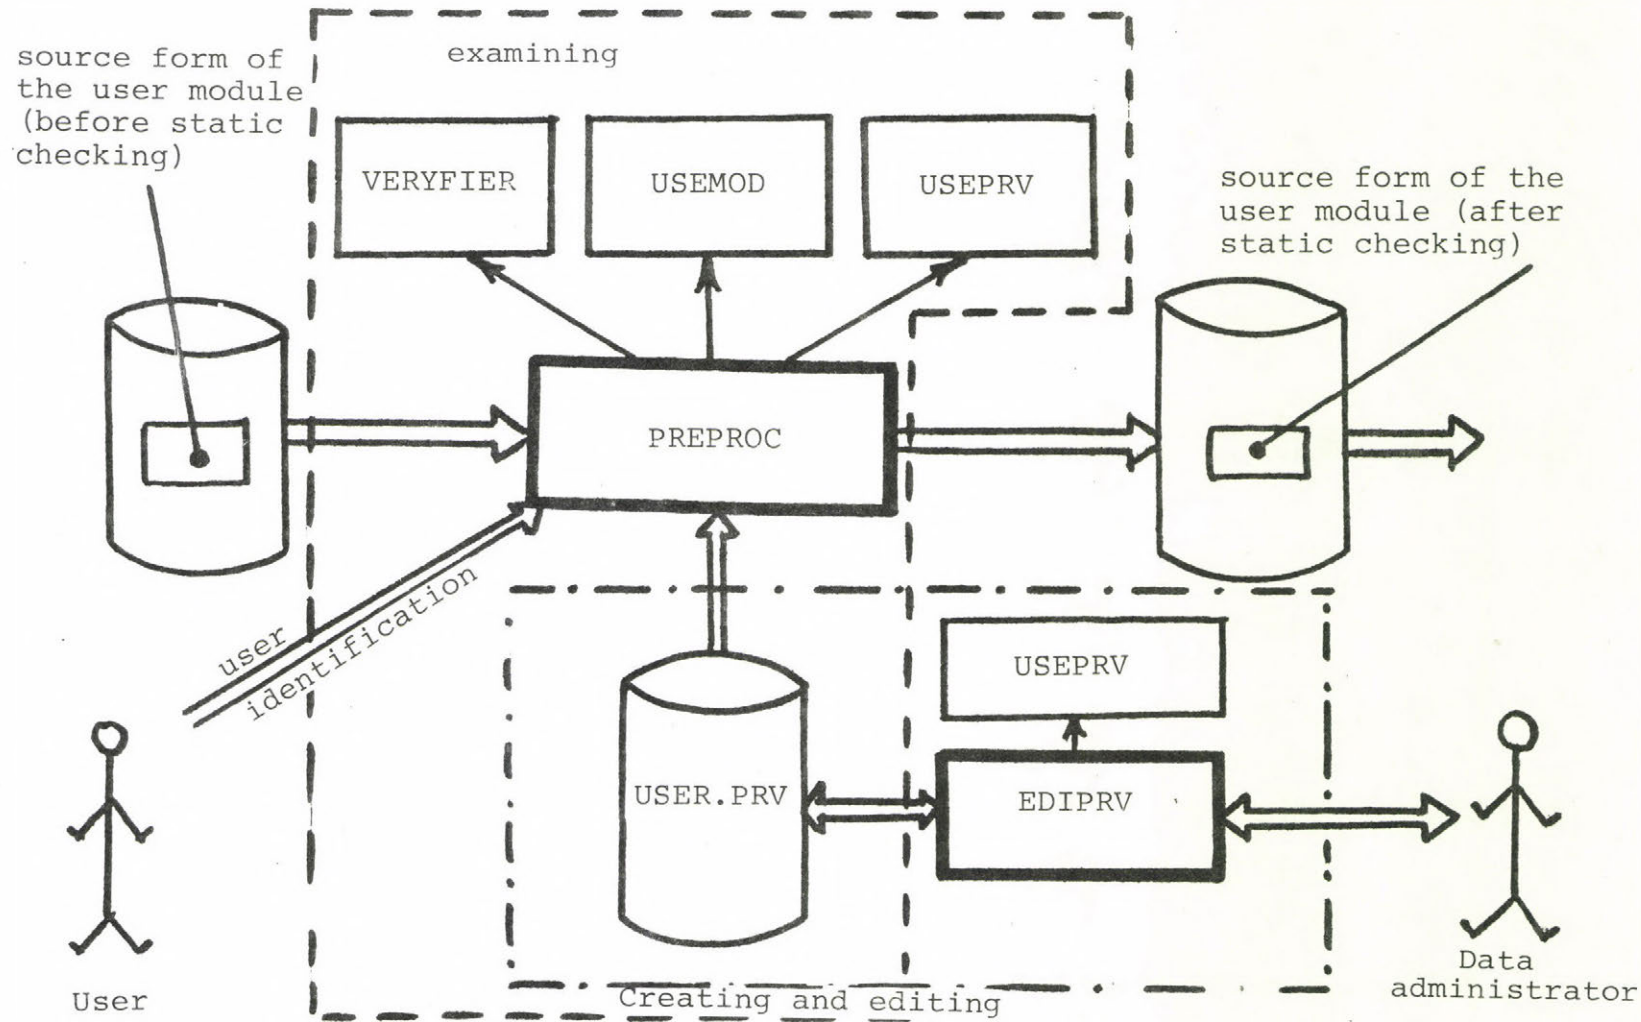 examining
source form of
the user module
(before static
checking)
VERYFIER
USEMOD
USEPRV
source form of the
user module (after
static checking)
PREPROC
user
identification
USEPRV
USER.PRV
EDIPRV
User
Creating and editing
Data
administrator